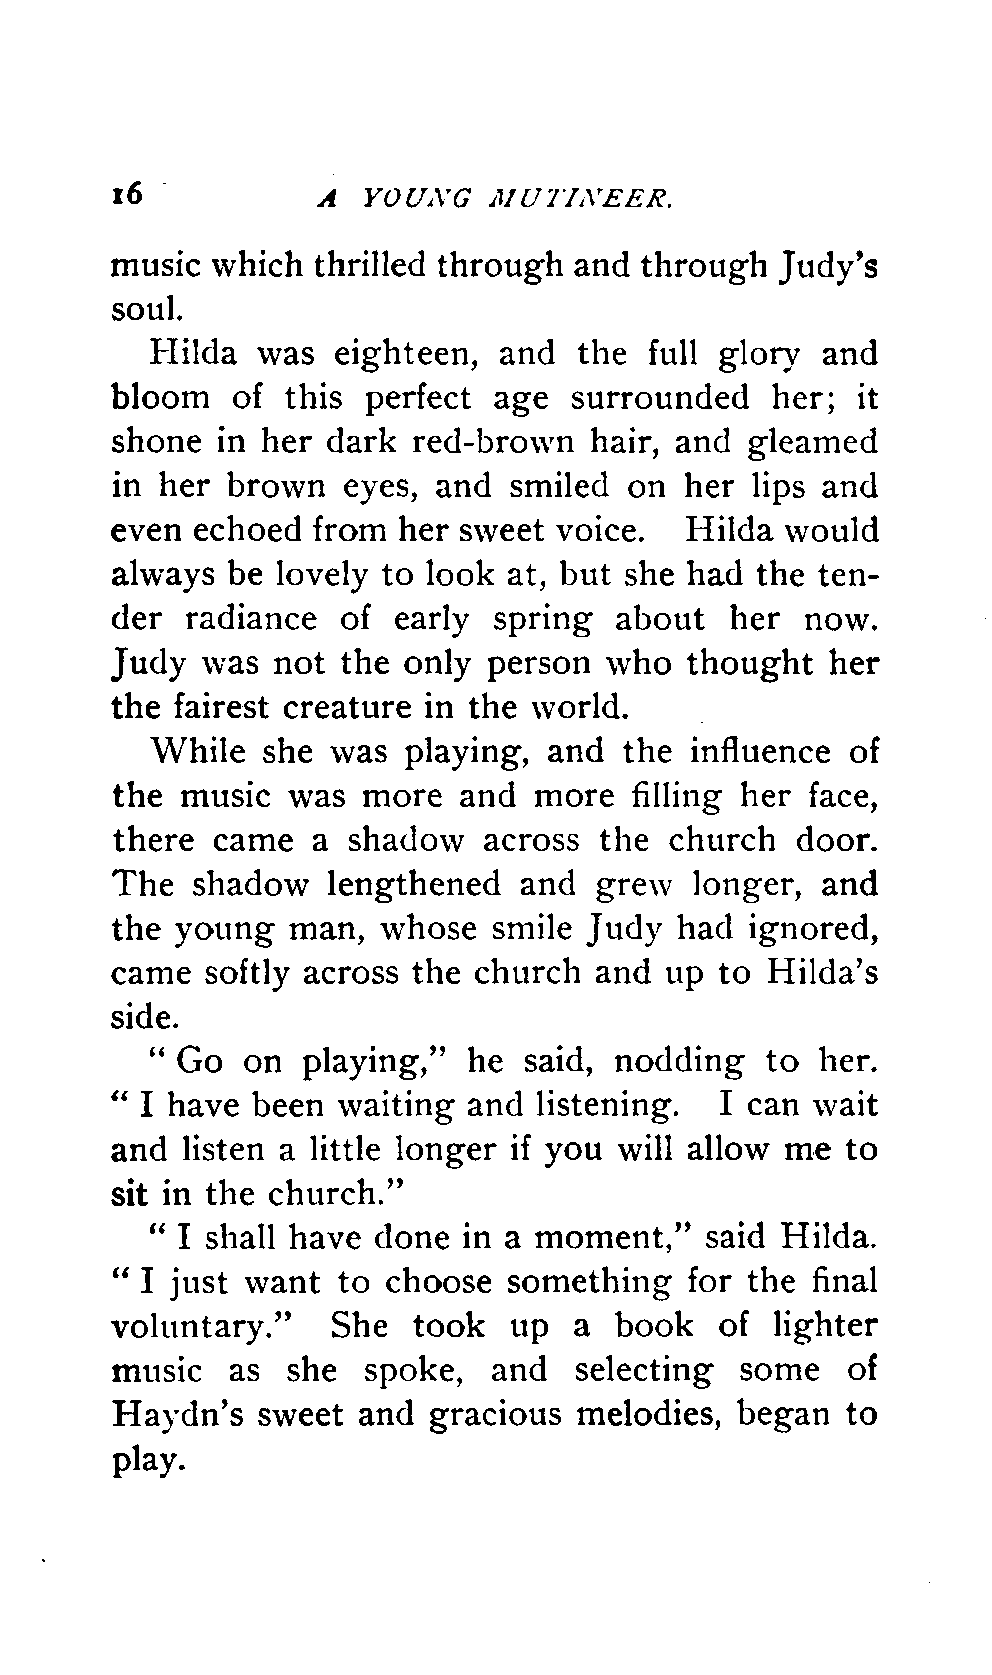 16 A YOUNG MUTINEER.
music which thrilled through and through Judy's
soul.
Hilda was eighteen, and the full glory and
bloom of this perfect age surrounded her; it
shone in her dark red-brown hair, and gleamed
in her brown eyes, and smiled on her lips and
even echoed from her sweet voice. Hilda would
always be lovely to look at, but she had the ten-
der radiance of early spring about her now.
Judy was not the only person who thought her
the fairest creature in the world.
While she was playing, and the influence of
the music was more and more filling her face,
there came a shadow across the church door.
The shadow lengthened and grew longer, and
the young man, whose smile Judy had ignored,
came softly across the church and up to Hilda's
side.
" Go on playing," he said, nodding to her.
" I have been waiting and listening. I can wait
and listen a little longer if you will allow me to
sit in the church."
" I shall have done in a moment," said Hilda.
" I just want to choose something for the final
voluntary." She took up a book of lighter
music as she spoke, and selecting some of
Haydn's sweet and gracious melodies, began to
play.